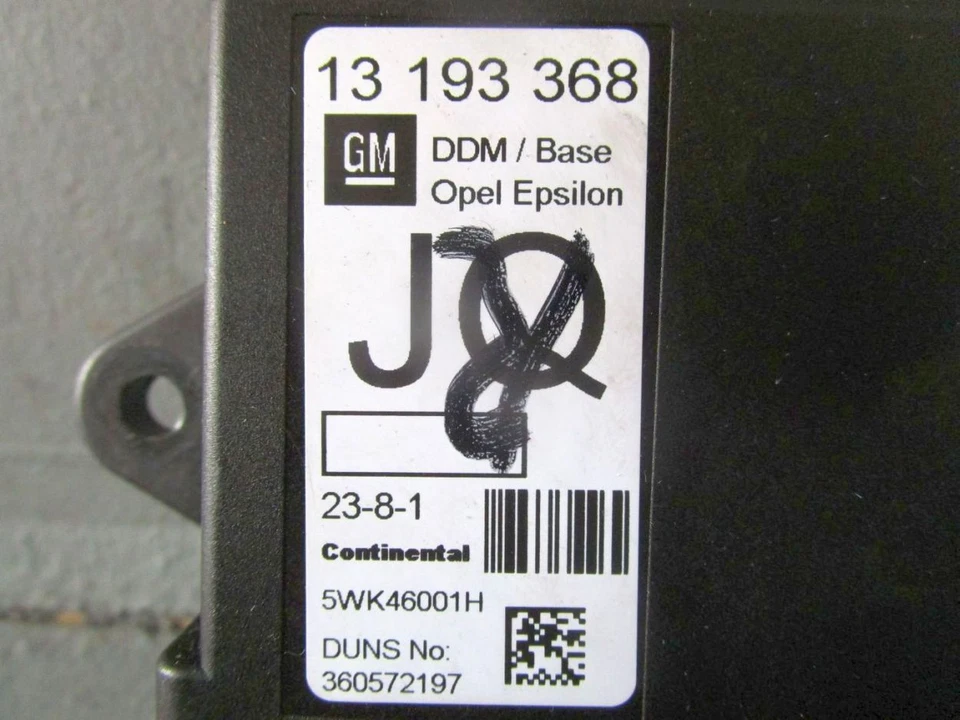 13 193 368
GM
DDM / Base
Opel Epsilon
JQ
23-8-1
Continental
5WK46001H
DUNS No:
360572197